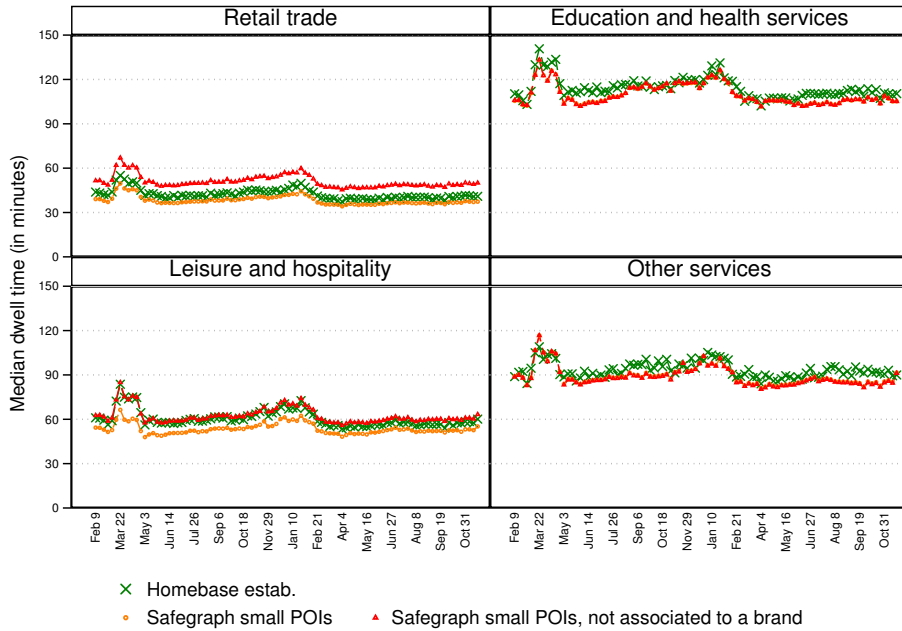 Retail trade
Education and health services
150
120
90
60
30
0
Leisure and hospitality
Other services
150
120
90
60
30
0
Median dwell time (in minutes)
Feb 9 Mar 22 May 3 Jun 14 Jul 26 Sep 6 Oct 18 Nov 29 Jan 10 Feb 21 Apr 4 May 16 Jun 27 Aug 8 Sep 19 Oct 31
Feb 9 Mar 22 May 3 Jun 14 Jul 26 Sep 6 Oct 18 Nov 29 Jan 10 Feb 21 Apr 4 May 16 Jun 27 Aug 8 Sep 19 Oct 31
Homebase estab.
Safegraph small POIs Safegraph small POIs, not associated to a brand